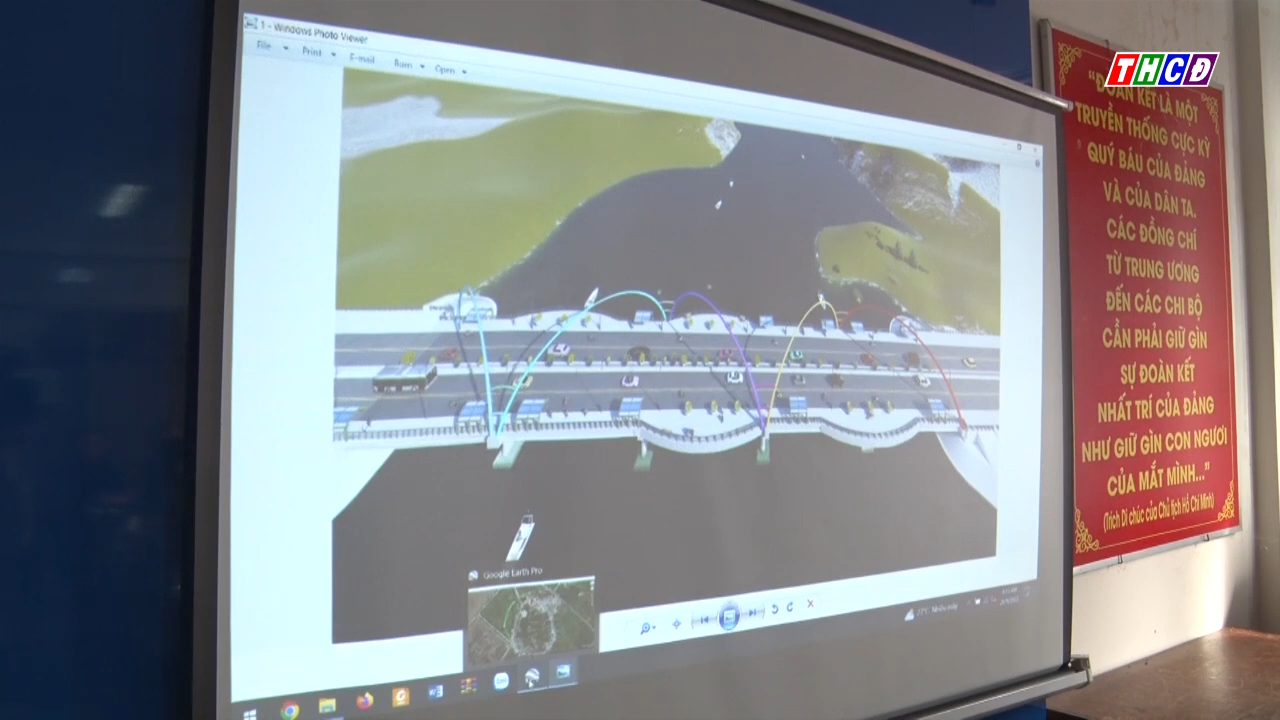 1 - Windows Photo Viewer
File Print E-mail Burn Open
Google Earth Pro
THCĐ
"ĐOÀN KẾT LÀ MỘT
TRUYỀN THỐNG CỰC KỲ
QUÝ BÁU CỦA ĐẢNG
VÀ CỦA DÂN TA.
CÁC ĐỒNG CHÍ
TỪ TRUNG ƯƠNG
ĐẾN CÁC CHI BỘ
CẦN PHẢI GIỮ GÌN
SỰ ĐOÀN KẾT
NHẤT TRÍ CỦA ĐẢNG
NHƯ GIỮ GÌN CON NGƯƠI
CỦA MẮT MÌNH..."
(Trích Di chúc của Chủ tịch Hồ Chí Minh)